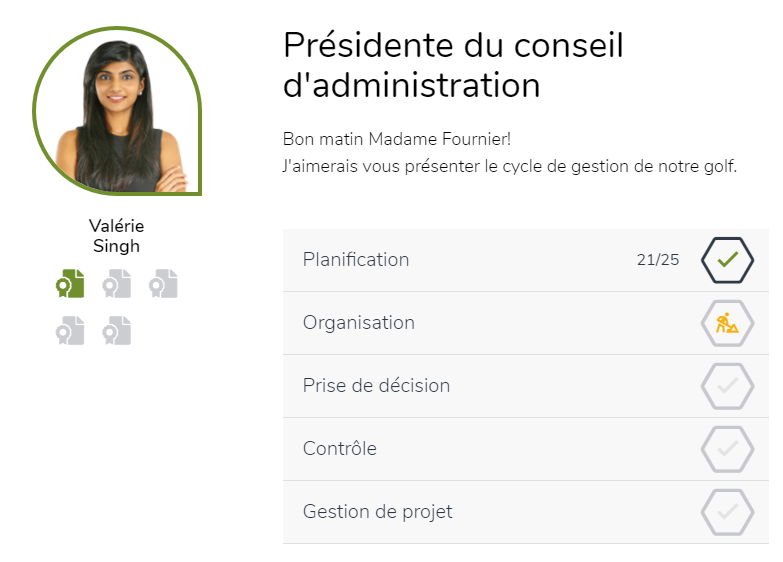 Présidente du conseil
d'administration
Bon matin Madame Fournier!
J'aimerais vous présenter le cycle de gestion de notre golf.
Valérie
Singh
Planification 21/25
Organisation
Prise de décision
Contrôle
Gestion de projet